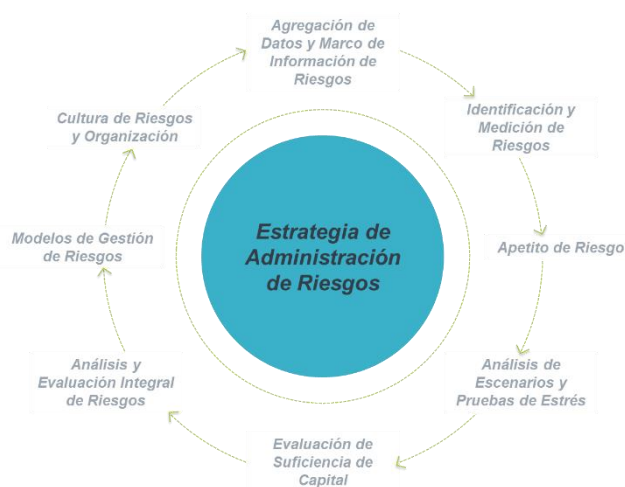 Agregación de
Datos y Marco de
Información de
Riesgos
Identificación y
Medición de
Riesgos
Apetito de Riesgo
Análisis de
Escenarios y
Pruebas de Estrés
Evaluación de
Suficiencia de
Capital
Análisis y
Evaluación Integral
de Riesgos
Modelos de Gestión
de Riesgos
Cultura de Riesgos
y Organización
Estrategia de
Administración
de Riesgos